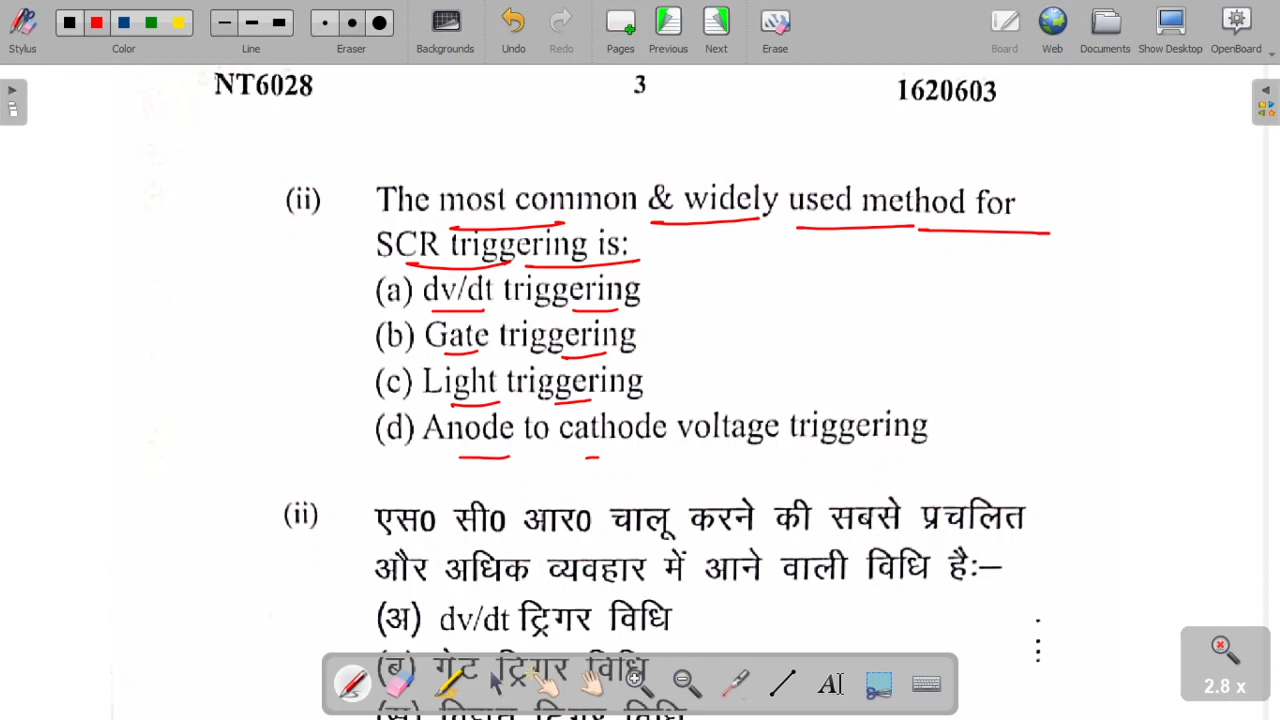 Stylus
Color
Line
Eraser
Backgrounds
Undo
Redo
Pages
Previous
Next
Erase
Board
Web
Documents
Show Desktop
OpenBoard
NT6028 3 1620603
(ii) The most common & widely used method for
SCR triggering is:
(a) dv/dt triggering
(b) Gate triggering
(c) Light triggering
(d) Anode to cathode voltage triggering
(ii) एस0 सी0 आर0 चालू करने की सबसे प्रचलित
और अधिक व्यवहार में आने वाली विधि है:–
(अ) dv/dt ट्रिगर विधि
(ब) गेट ट्रिगर विधि
ट्रिगर विधि
AI
2.8 x